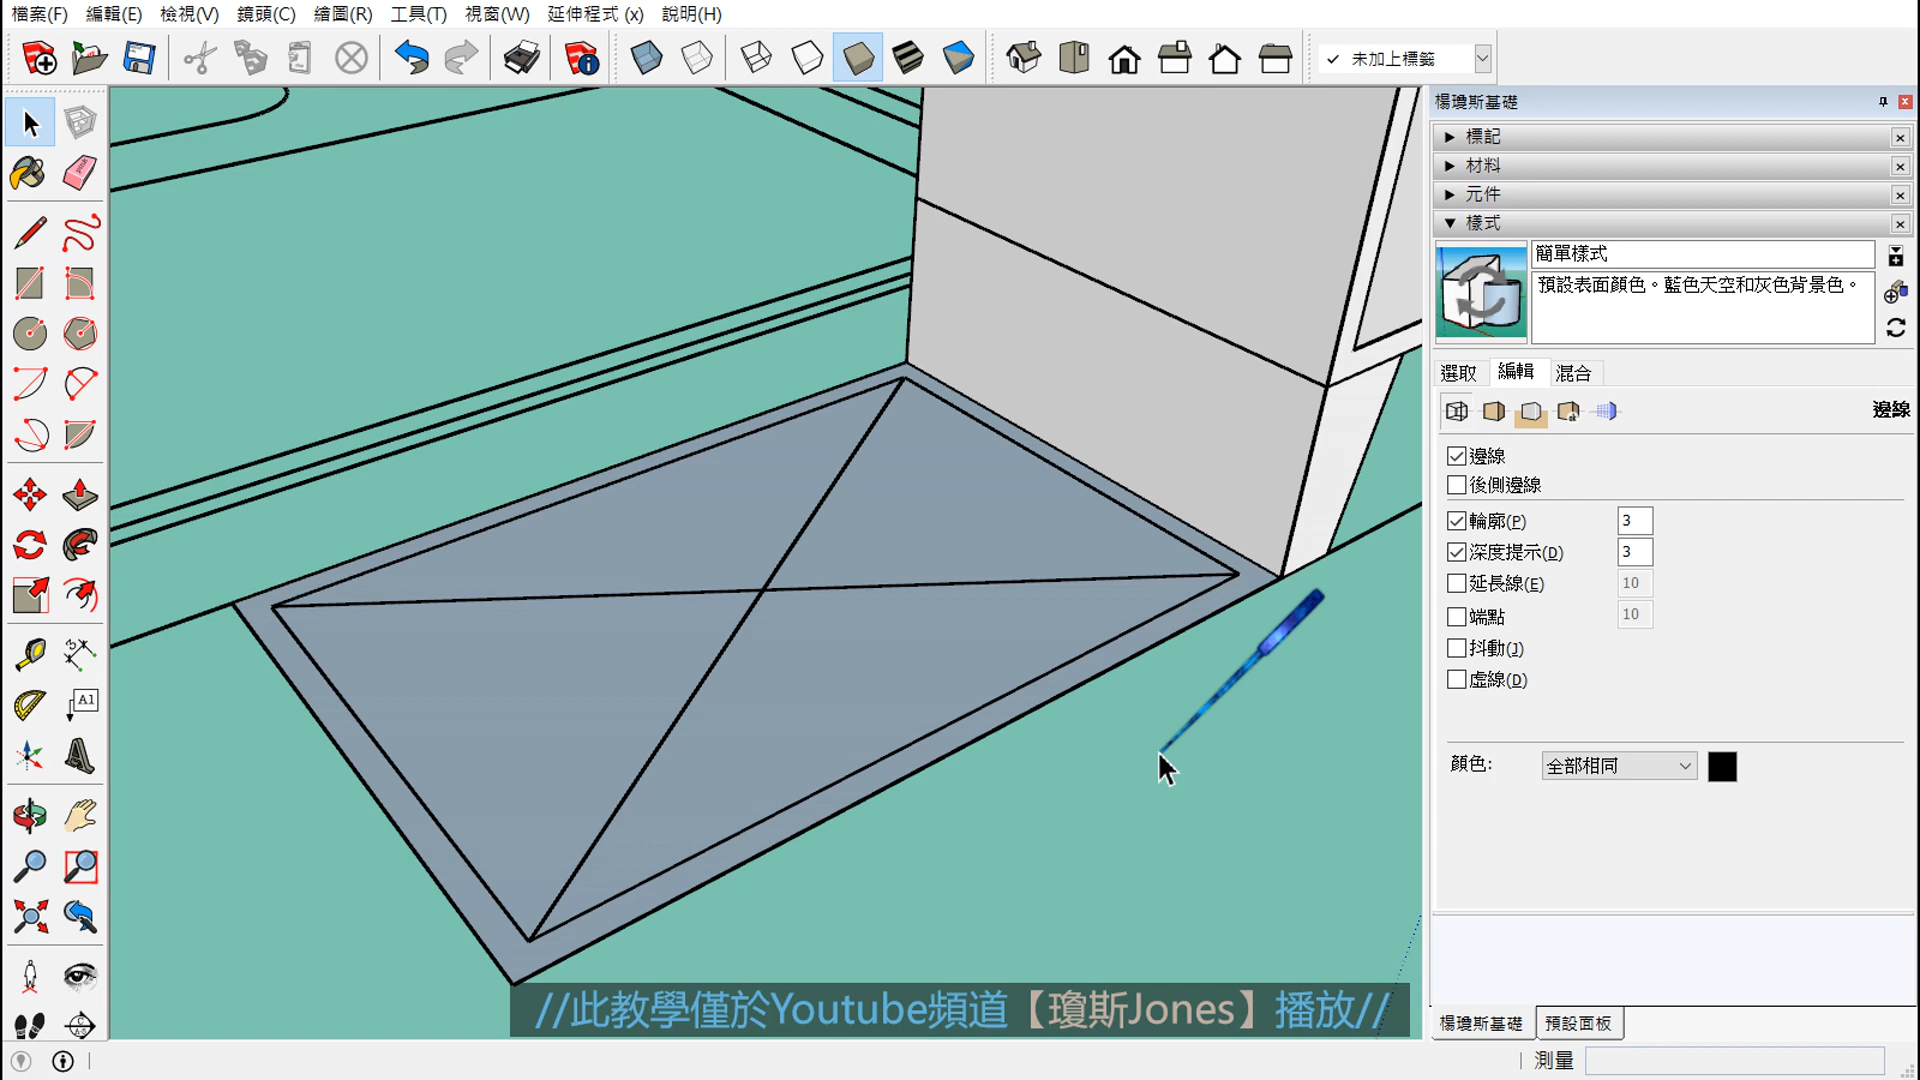 檔案(F) 編輯(E) 檢視(V) 鏡頭(C) 繪圖(R) 工具(T) 視窗(W) 延伸程式 (x) 說明(H)
✓ 未加上標籤
楊瓊斯基礎
標記
材料
元件
樣式
簡單樣式
預設表面顏色。藍色天空和灰色背景色。
選取 編輯 混合
邊線
邊線
後側邊線
輪廓(P) 3
深度提示(D) 3
延長線(E) 10
端點 10
抖動(J)
虛線(D)
顏色: 全部相同
A1
//此教學僅於Youtube頻道【瓊斯Jones】播放//
楊瓊斯基礎 預設面板
測量